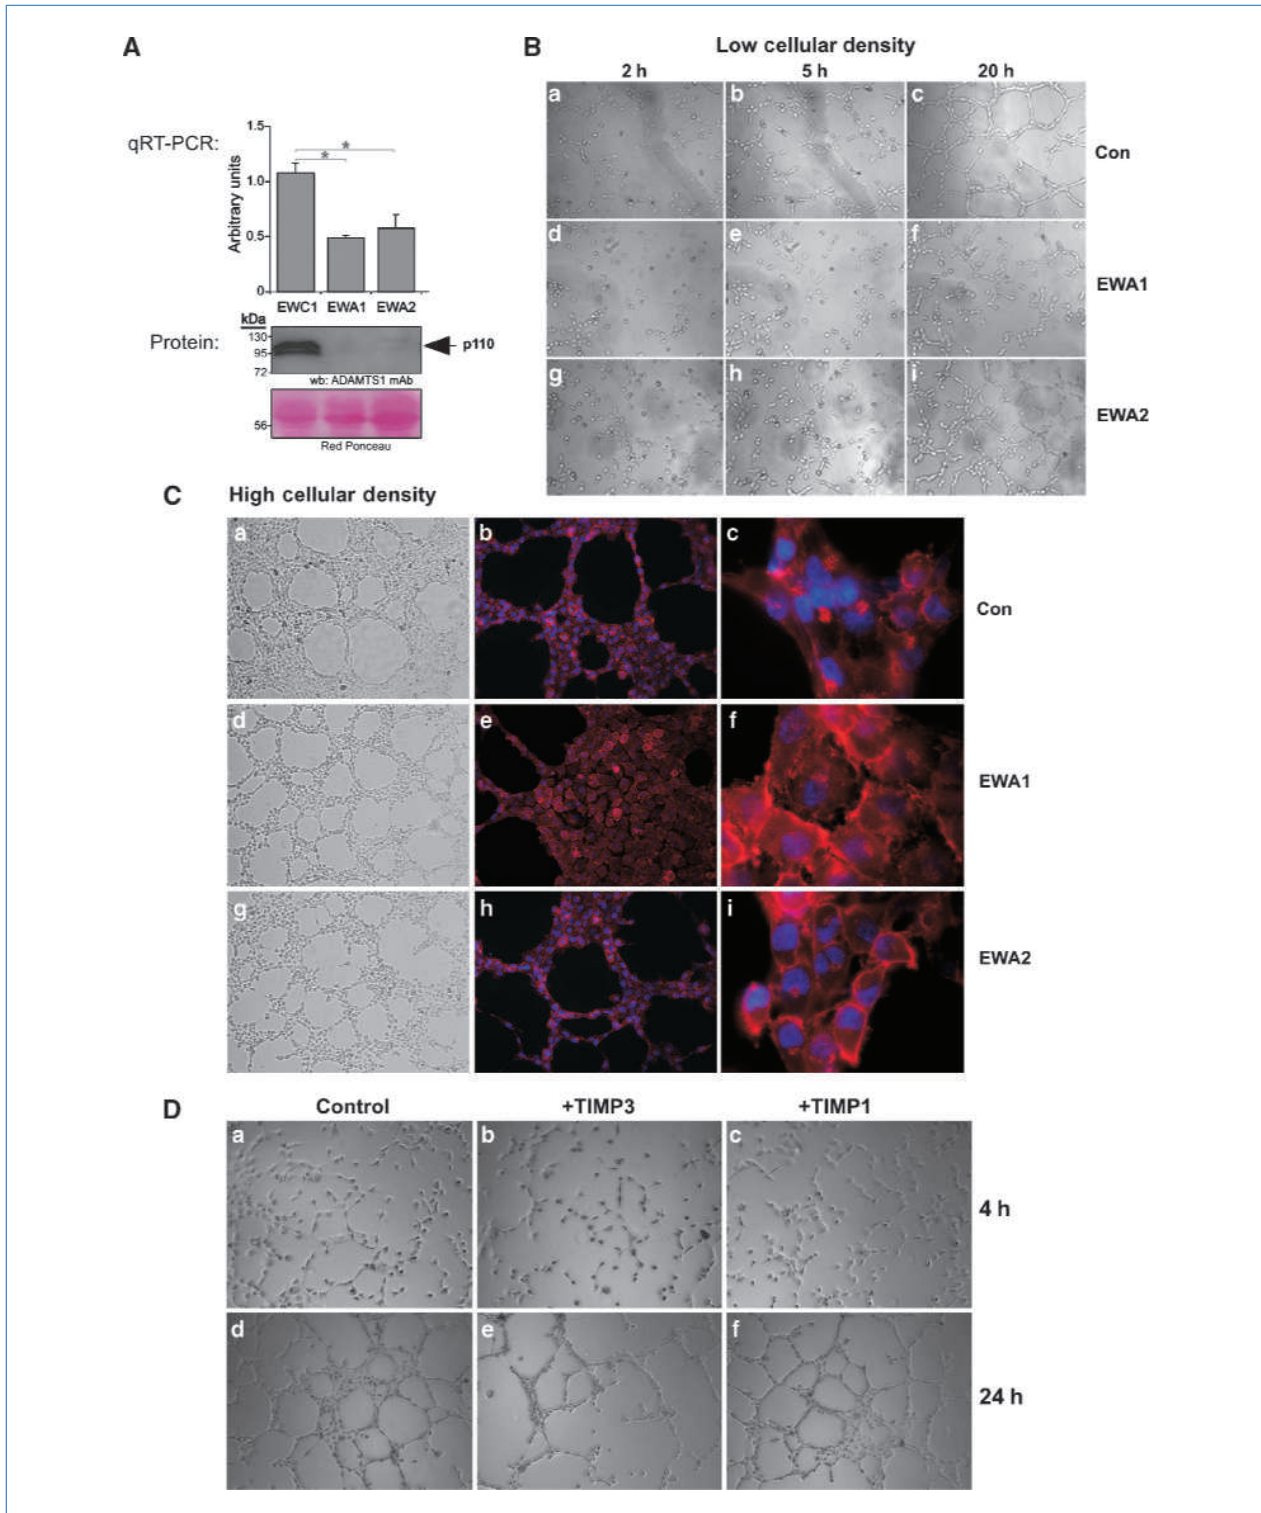 A
qRT-PCR:
Arbitrary units
1.5
1.0
0.5
0
*
*
EWC1 EWA1 EWA2
kDa
Protein:
130
95
72
p110
wb: ADAMTS1 mAb
56
Red Ponceau
B
Low cellular density
2 h 5 h 20 h
a b c
Con
d e f
EWA1
g h i
EWA2
C
High cellular density
a b c
Con
d e f
EWA1
g h i
EWA2
D
Control +TIMP3 +TIMP1
a b c
4 h
d e f
24 h